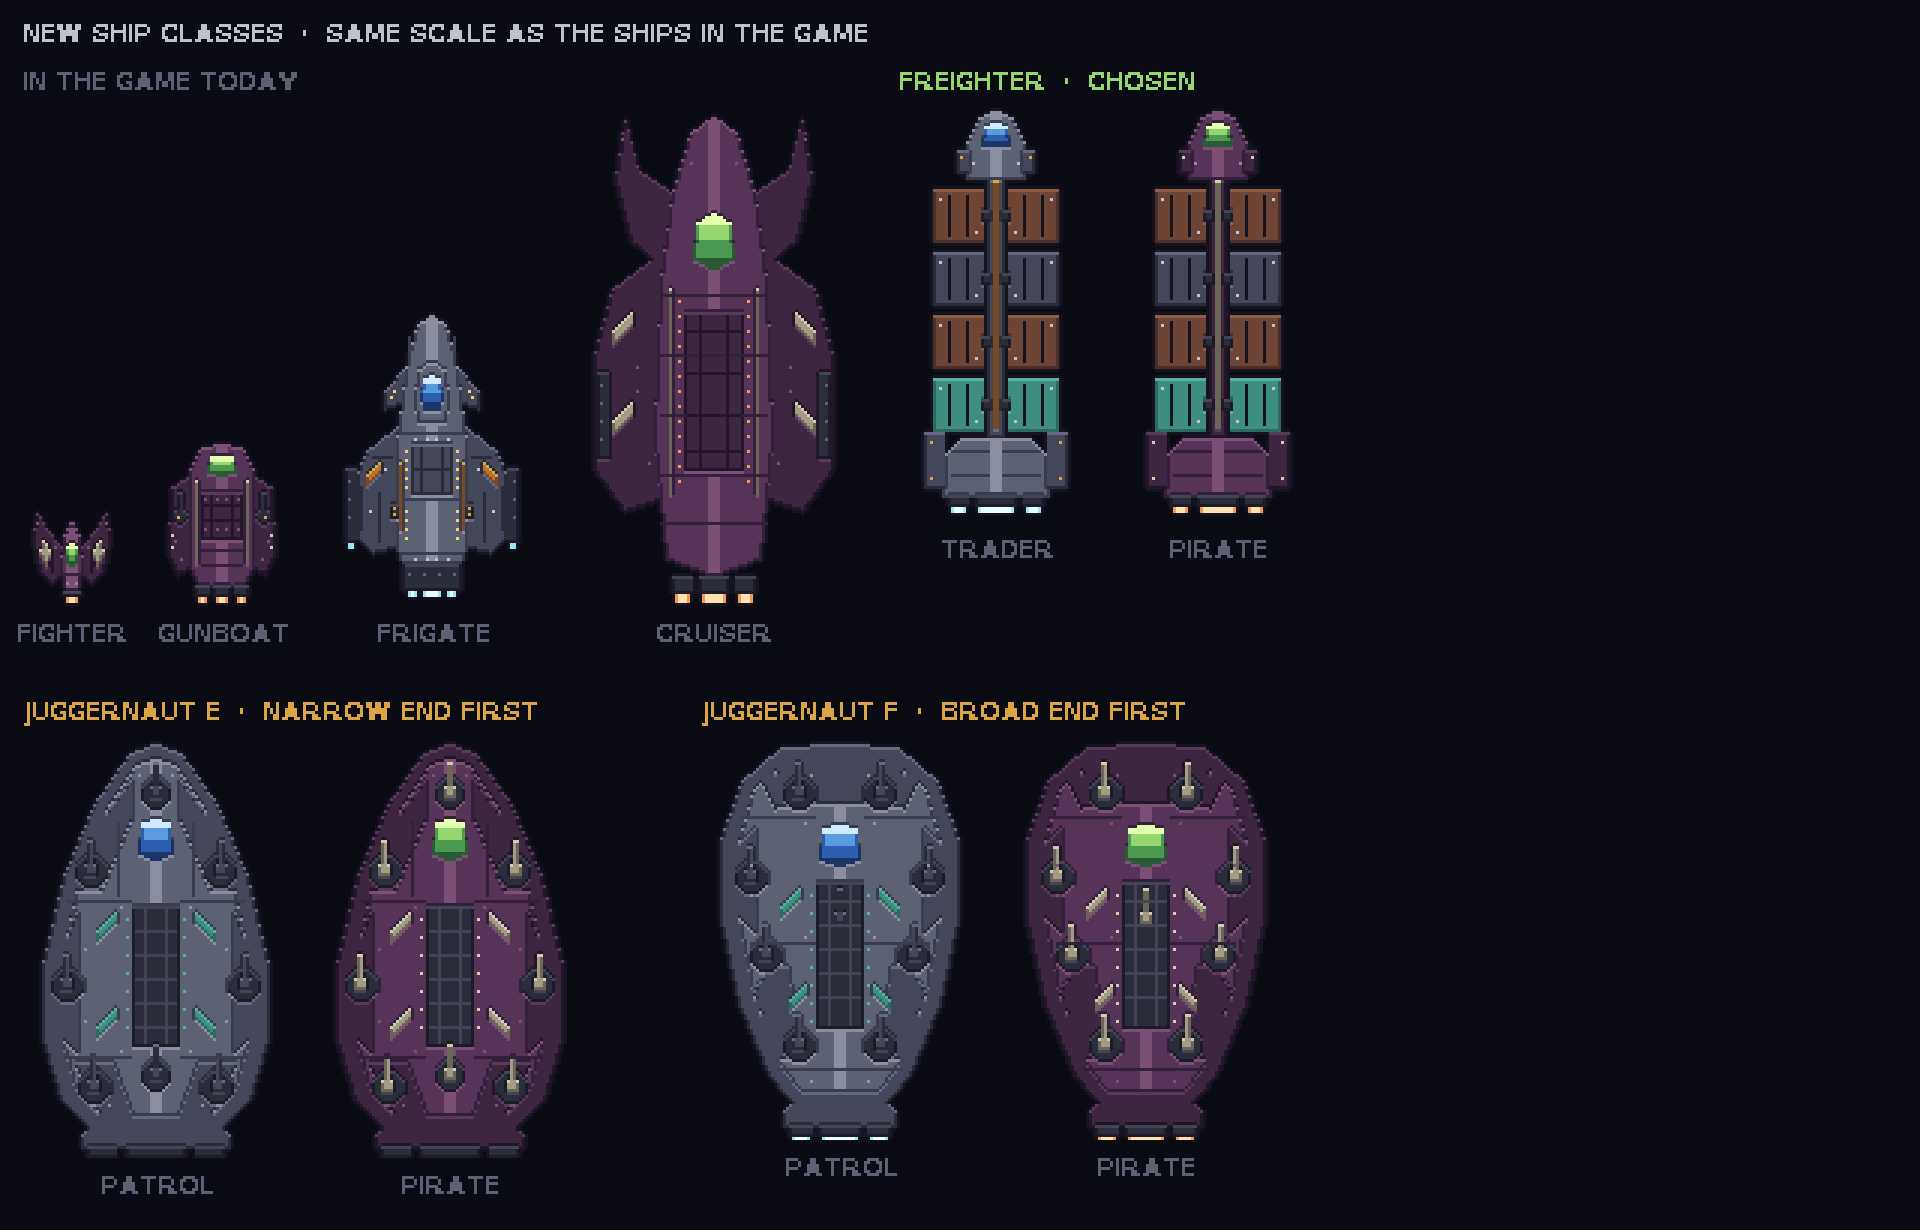 NEW SHIP CLASSES · SAME SCALE AS THE SHIPS IN THE GAME
IN THE GAME TODAY
FREIGHTER · CHOSEN
TRADER
PIRATE
FIGHTER
GUNBOAT
FRIGATE
CRUISER
JUGGERNAUT E · NARROW END FIRST
JUGGERNAUT F · BROAD END FIRST
PATROL
PIRATE
PATROL
PIRATE